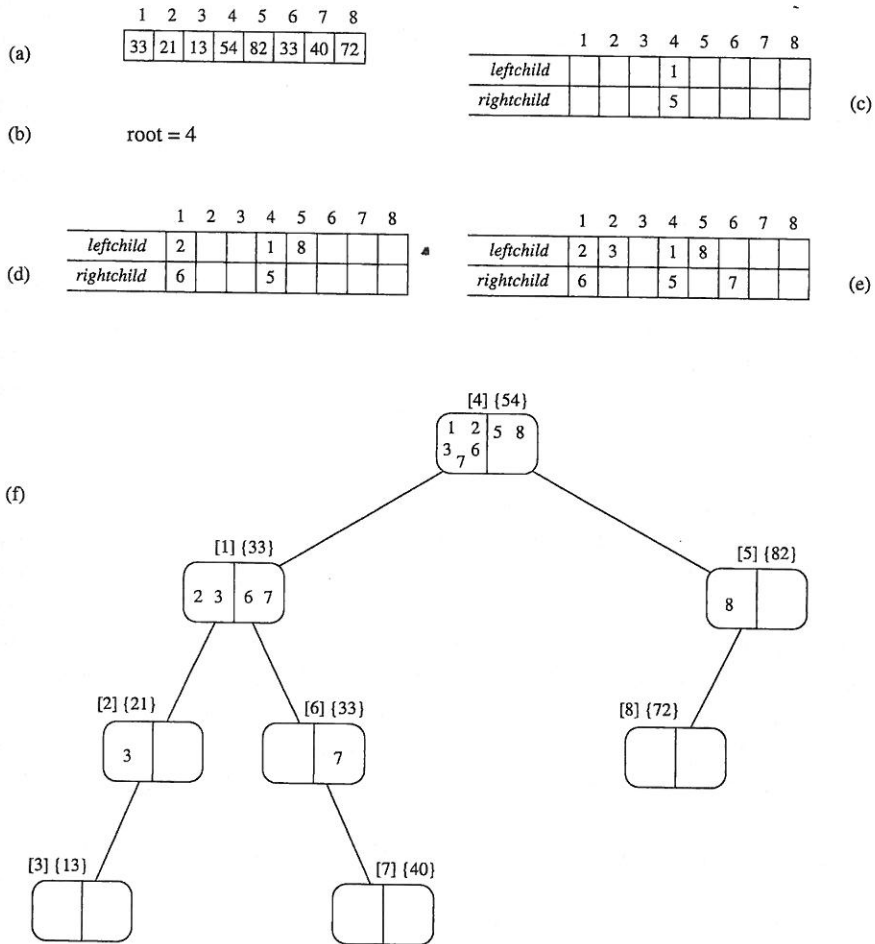 1 2 3 4 5 6 7 8
(a) 33 21 13 54 82 33 40 72
1 2 3 4 5 6 7 8
leftchild 1
rightchild 5
(c)
(b) root = 4
1 2 3 4 5 6 7 8
leftchild 2 1 8
(d) rightchild 6 5
1 2 3 4 5 6 7 8
leftchild 2 3 1 8
rightchild 6 5 7 (e)
(f)
[4] {54}
1 2 5 8
3 6
7
[1] {33}
2 3 6 7
[5] {82}
8
[2] {21}
3
[6] {33}
7
[8] {72}
[3] {13}
[7] {40}